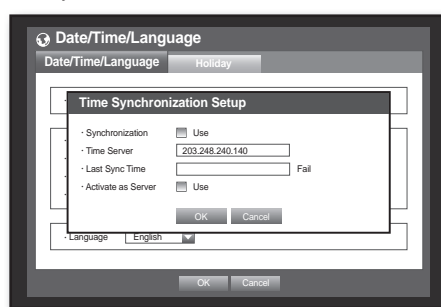 Date/Time/Language
Date/Time/Language Holiday
Time Synchronization Setup
· Synchronization Use
· Time Server 203.248.240.140
· Last Sync Time Fail
· Activate as Server Use
OK Cancel
· Language English
OK Cancel